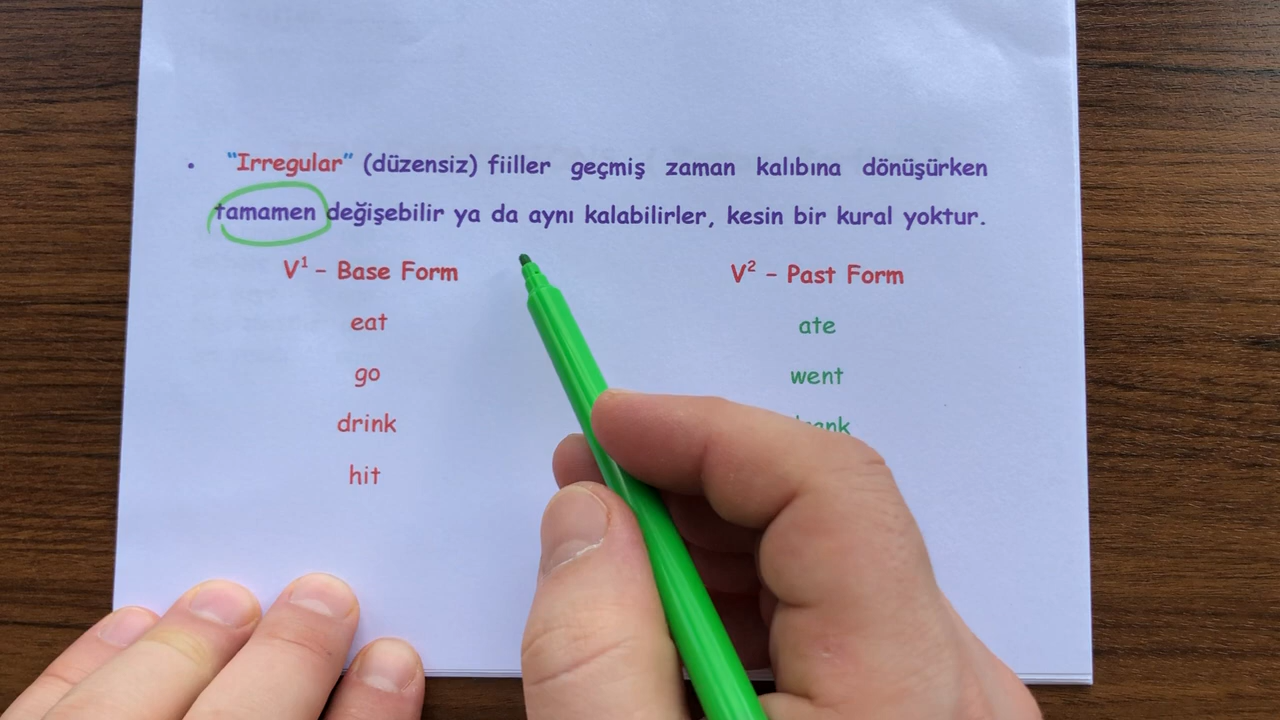 • "Irregular" (düzensiz) fiiller geçmiş zaman kalıbına dönüşürken
tamamen değişebilir ya da aynı kalabilirler, kesin bir kural yoktur.
V¹ – Base Form V² – Past Form
eat ate
go went
drink
hit